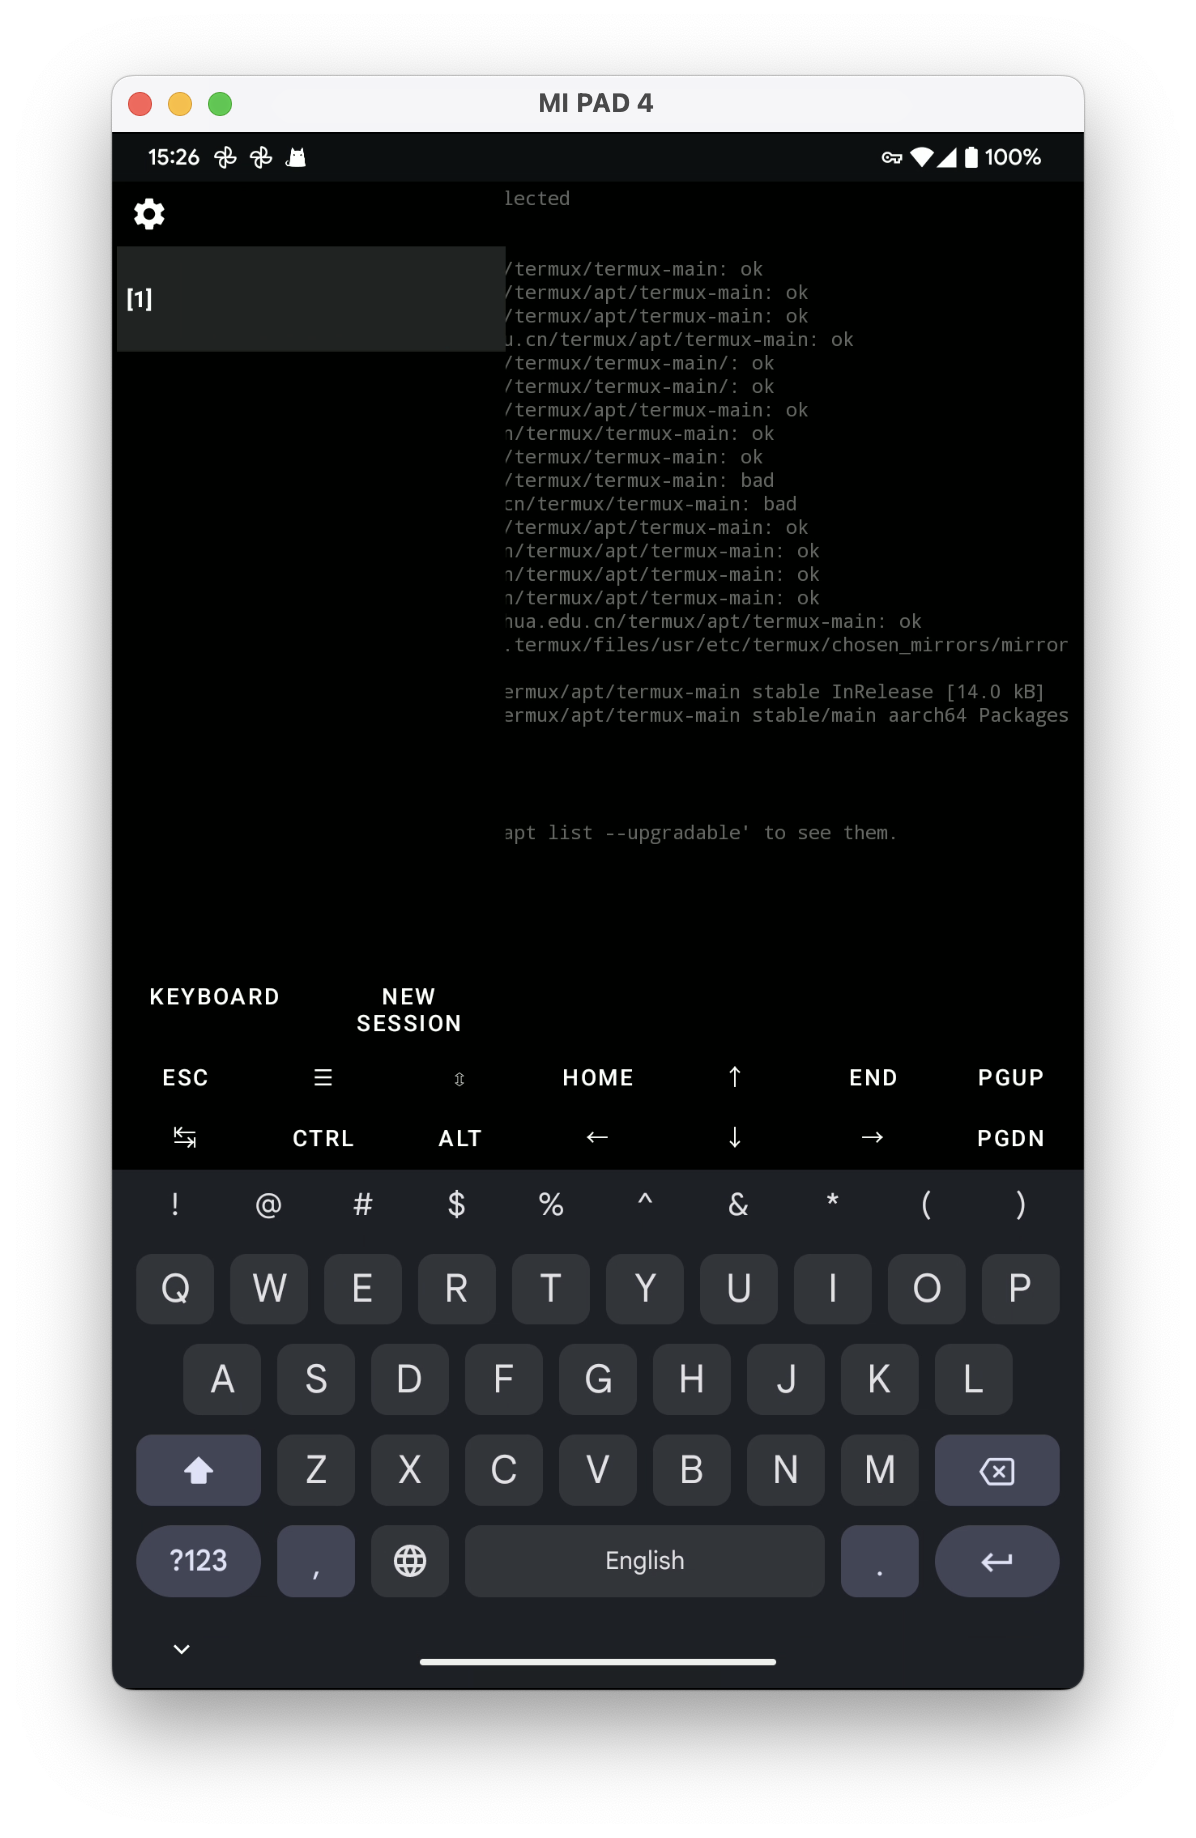 MI PAD 4
15:26
100%
lected
[1]
/termux/termux-main: ok
/termux/apt/termux-main: ok
/termux/apt/termux-main: ok
u.cn/termux/apt/termux-main: ok
/termux/termux-main/: ok
/termux/termux-main/: ok
/termux/apt/termux-main: ok
n/termux/termux-main: ok
/termux/termux-main: ok
/termux/termux-main: bad
cn/termux/termux-main: bad
/termux/apt/termux-main: ok
n/termux/apt/termux-main: ok
n/termux/apt/termux-main: ok
n/termux/apt/termux-main: ok
hua.edu.cn/termux/apt/termux-main: ok
.termux/files/usr/etc/termux/chosen_mirrors/mirror
ermux/apt/termux-main stable InRelease [14.0 kB]
ermux/apt/termux-main stable/main aarch64 Packages
apt list --upgradable' to see them.
KEYBOARD
NEW
SESSION
ESC ☰ ⇳ HOME ↑ END PGUP
↹ CTRL ALT ← ↓ → PGDN
! @ # $ % ^ & * ( )
Q W E R T Y U I O P
A S D F G H J K L
Z X C V B N M
?123 , English .